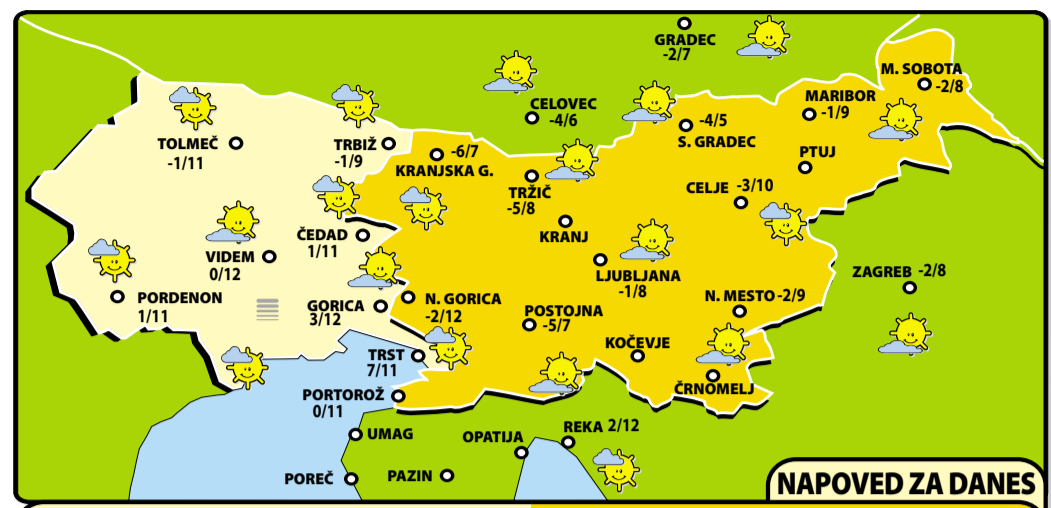 GRADEC
-2/7
M. SOBOTA
-2/8
CELOVEC
-4/6
MARIBOR
-1/9
-4/5
S. GRADEC
TOLMEČ
-1/11
TRBIŽ
-1/9
-6/7
KRANJSKA G.
PTUJ
TRŽIČ
-5/8
CELJE -3/10
KRANJ
ČEDAD
1/11
VIDEM
0/12
LJUBLJANA
-1/8
ZAGREB -2/8
PORDENON
1/11
GORICA
3/12
N. GORICA
-2/12
POSTOJNA
-5/7
N. MESTO -2/9
KOČEVJE
TRST
7/11
ČRNOMELJ
PORTOROŽ
0/11
UMAG
OPATIJA
REKA 2/12
POREČ
PAZIN
NAPOVED ZA DANES